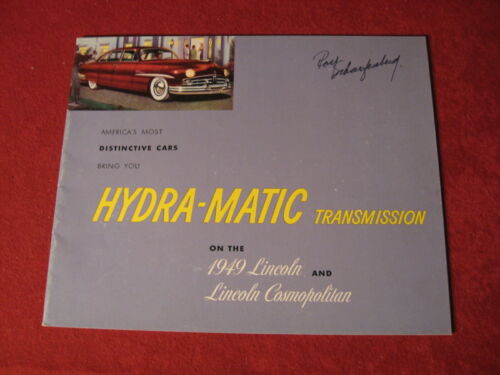 AMERICA'S MOST
DISTINCTIVE CARS
BRING YOU
HYDRA-MATIC TRANSMISSION
ON THE
1949 Lincoln AND
Lincoln Cosmopolitan